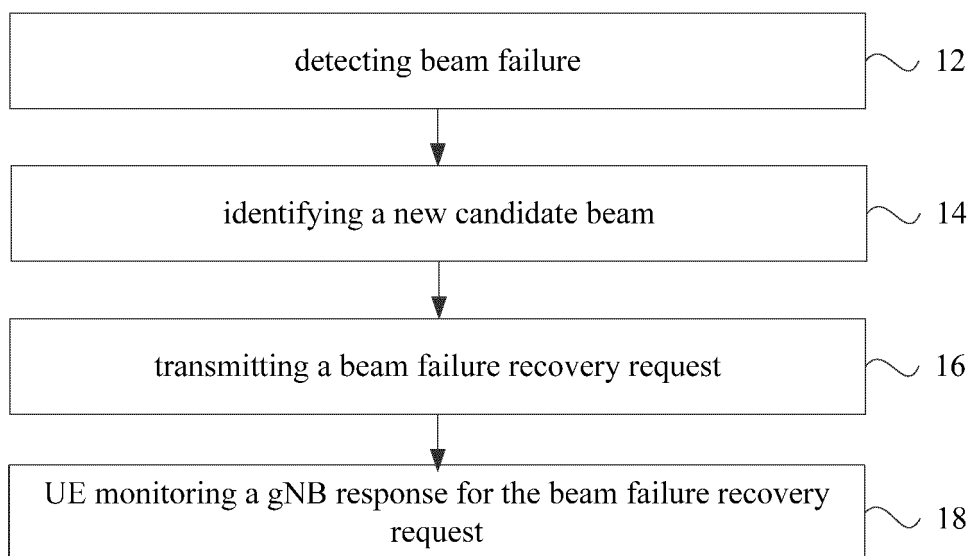 detecting beam failure
12
identifying a new candidate beam
14
transmitting a beam failure recovery request
16
UE monitoring a gNB response for the beam failure recovery
request
18